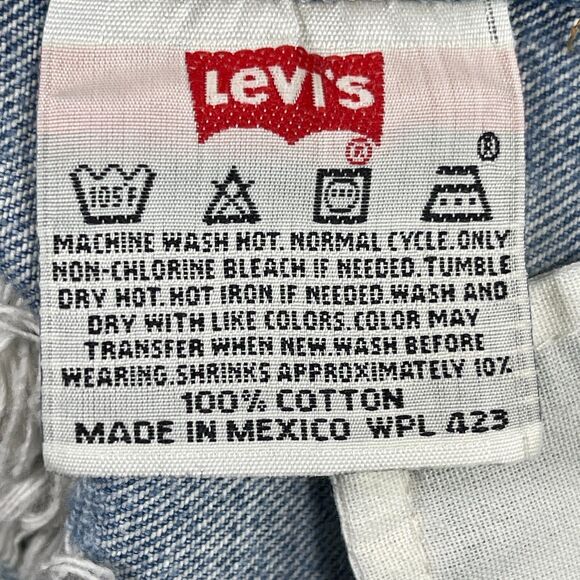 Levi's
®
®
105F
MACHINE WASH HOT. NORMAL CYCLE. ONLY
NON-CHLORINE BLEACH IF NEEDED. TUMBLE
DRY HOT. HOT IRON IF NEEDED. WASH AND
DRY WITH LIKE COLORS. COLOR MAY
TRANSFER WHEN NEW. WASH BEFORE
WEARING. SHRINKS APPROXIMATELY 10%
100% COTTON
MADE IN MEXICO WPL 423